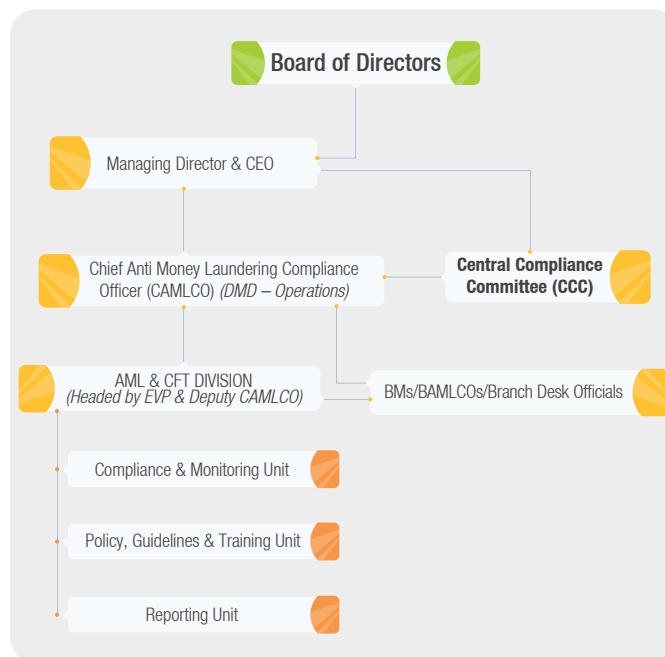 Board of Directors
Managing Director & CEO
Chief Anti Money Laundering Compliance
Officer (CAMLCO) (DMD – Operations)
Central Compliance
Committee (CCC)
AML & CFT DIVISION
(Headed by EVP & Deputy CAMLCO)
BMs/BAMLCOs/Branch Desk Officials
Compliance & Monitoring Unit
Policy, Guidelines & Training Unit
Reporting Unit